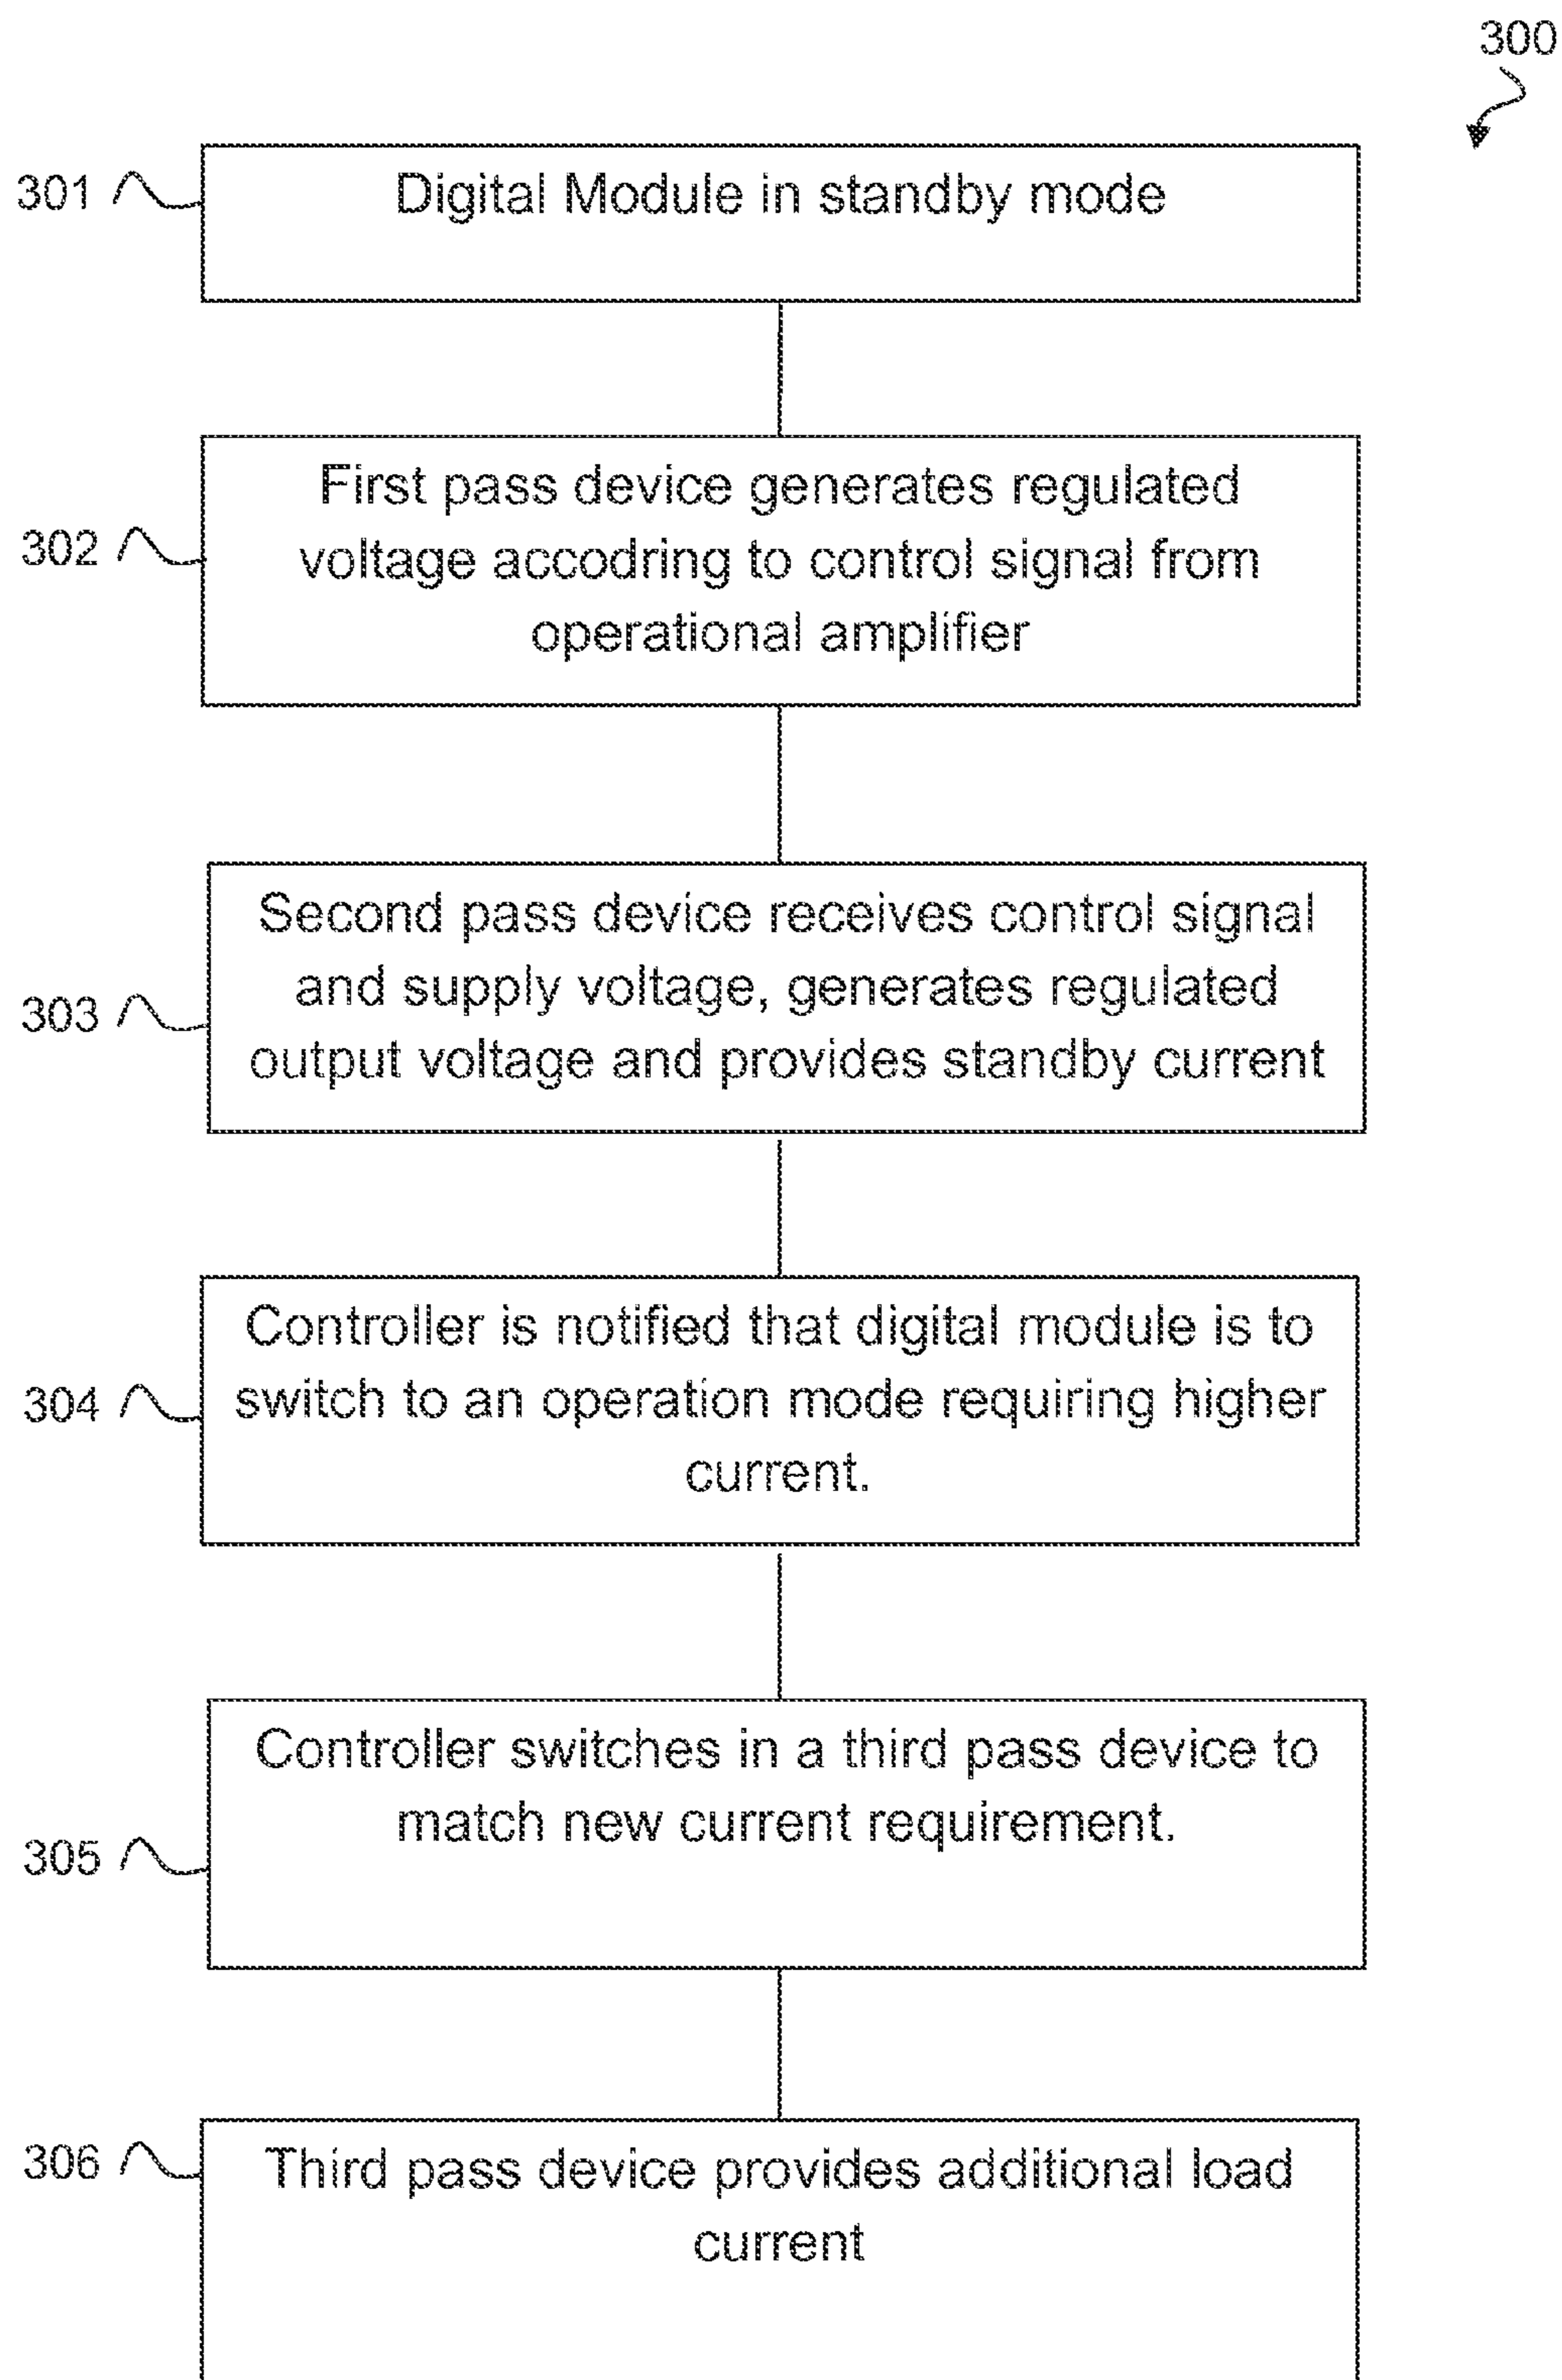 300
301
Digital Module in standby mode
302
First pass device generates regulated
voltage accodring to control signal from
operational amplifier
303
Second pass device receives control signal
and supply voltage, generates regulated
output voltage and provides standby current
304
Controller is notified that digital module is to
switch to an operation mode requiring higher
current.
305
Controller switches in a third pass device to
match new current requirement.
306
Third pass device provides additional load
current